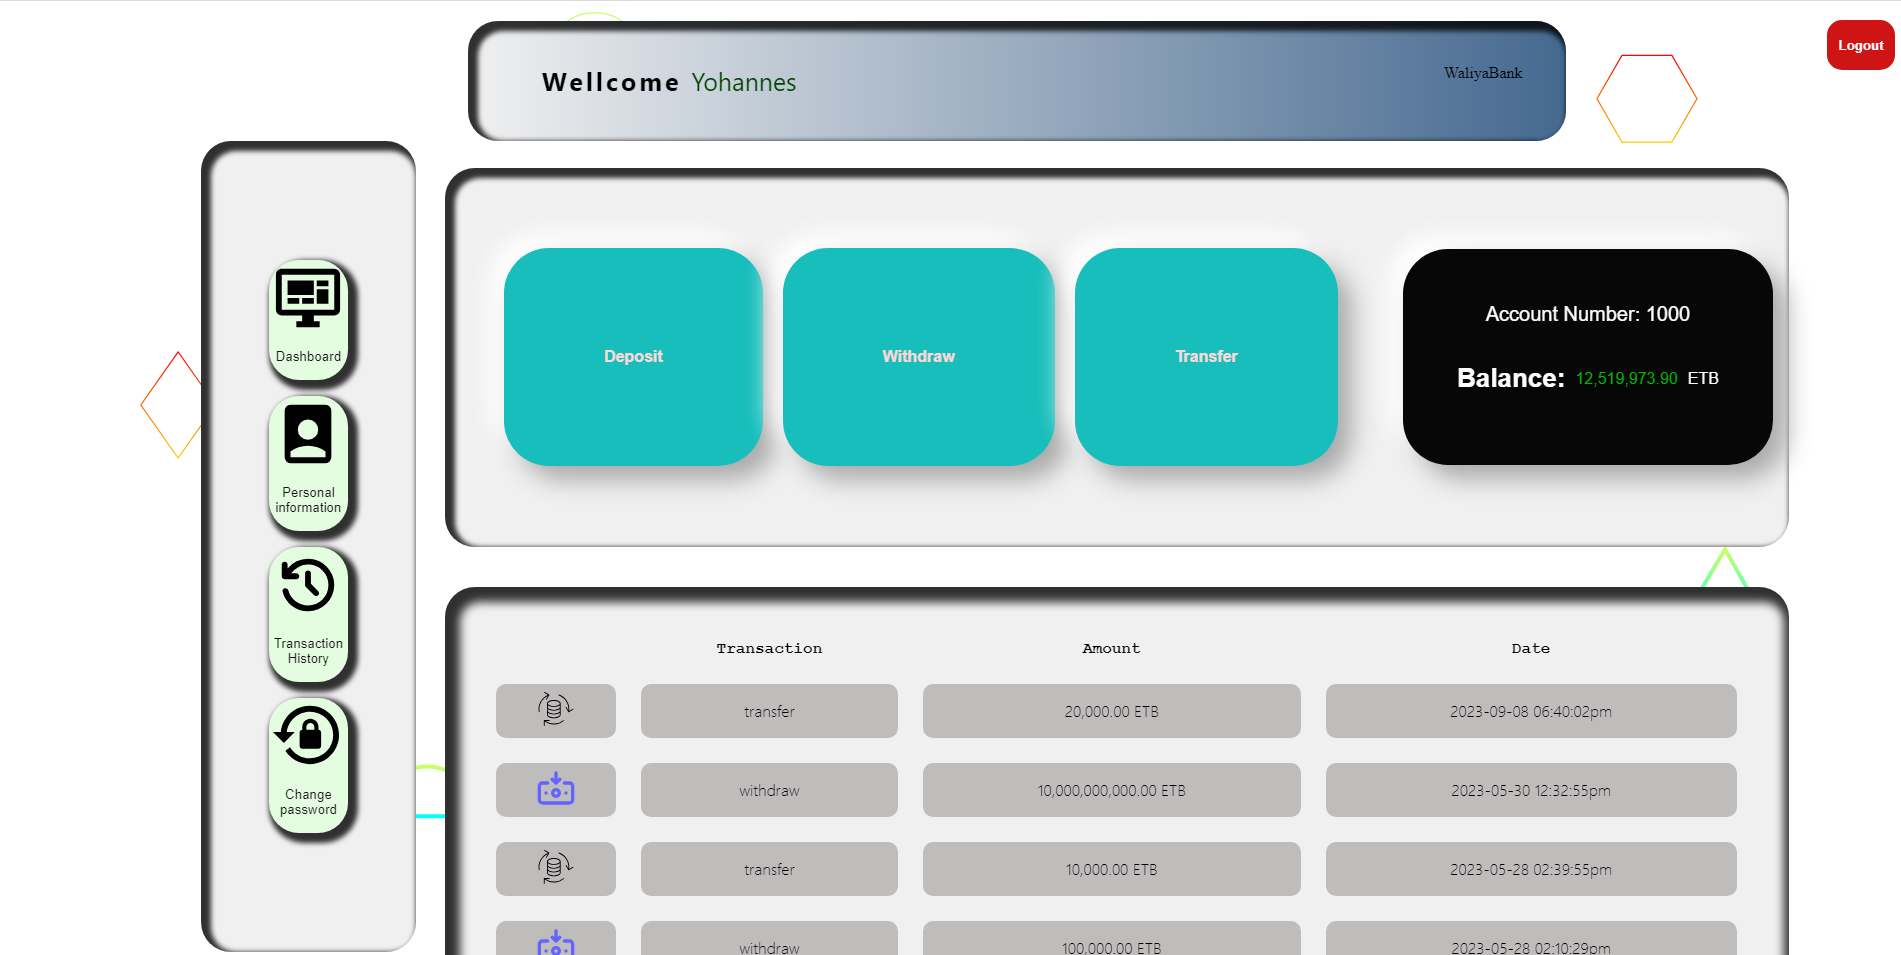 Wellcome Yohannes
WaliyaBank
Logout
Dashboard
Personal
information
Transaction
History
Change
password
Deposit
Withdraw
Transfer
Account Number: 1000
Balance: 12,519,973.90 ETB
Transaction Amount Date
transfer 20,000.00 ETB 2023-09-08 06:40:02pm
withdraw 10,000,000,000.00 ETB 2023-05-30 12:32:55pm
transfer 10,000.00 ETB 2023-05-28 02:39:55pm
withdraw 100,000.00 ETB 2023-05-28 02:10:29pm